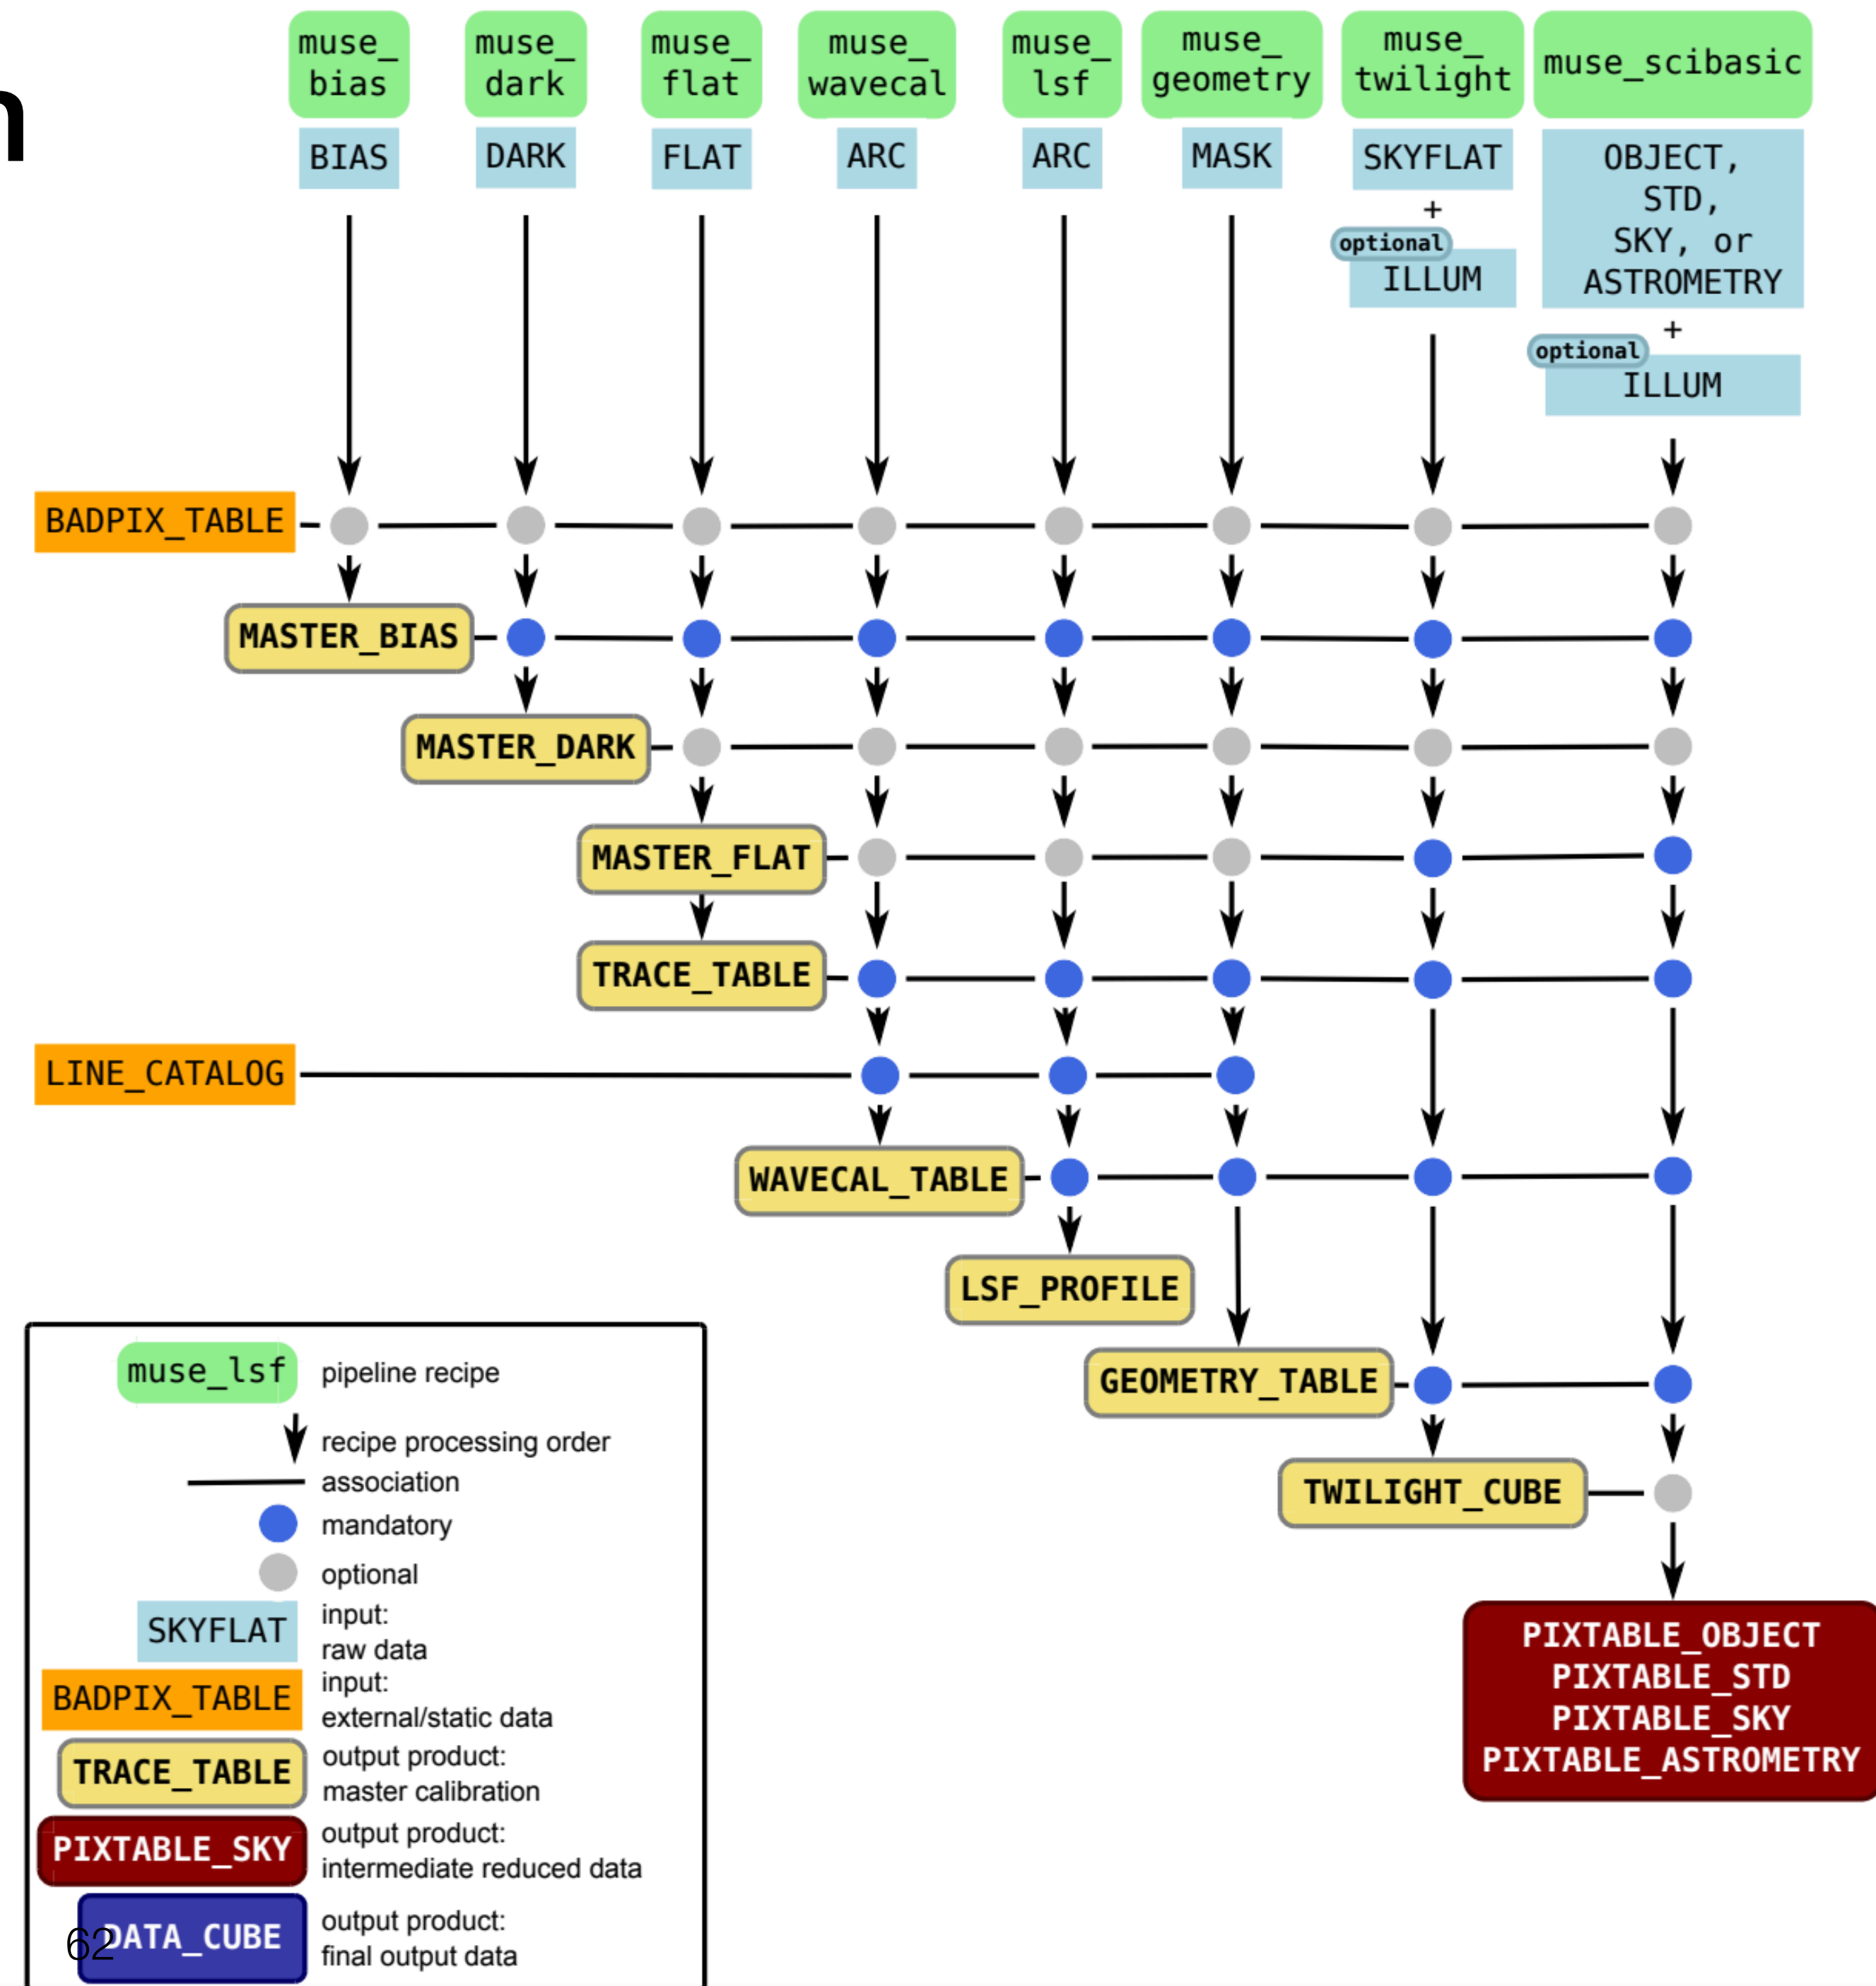 n
muse_
bias
muse_
dark
muse_
flat
muse_
wavecal
muse_
lsf
muse_
geometry
muse_
twilight
muse_scibasic
BIAS
DARK
FLAT
ARC
ARC
MASK
SKYFLAT
+
optional
ILLUM
OBJECT,
STD,
SKY, or
ASTROMETRY
+
optional
ILLUM
BADPIX_TABLE
MASTER_BIAS
MASTER_DARK
MASTER_FLAT
TRACE_TABLE
LINE_CATALOG
WAVECAL_TABLE
LSF_PROFILE
GEOMETRY_TABLE
TWILIGHT_CUBE
PIXTABLE_OBJECT
PIXTABLE_STD
PIXTABLE_SKY
PIXTABLE_ASTROMETRY
muse_lsf
pipeline recipe
recipe processing order
association
mandatory
optional
SKYFLAT
input:
raw data
BADPIX_TABLE
input:
external/static data
TRACE_TABLE
output product:
master calibration
PIXTABLE_SKY
output product:
intermediate reduced data
DATA_CUBE
output product:
final output data
62